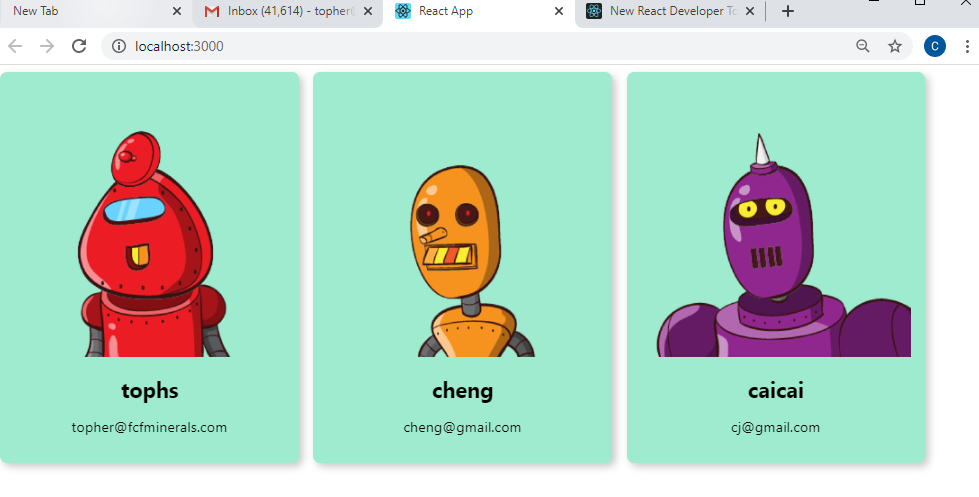 New Tab
Inbox (41,614) - topher
React App
New React Developer To
localhost:3000
C
tophs
topher@fcfminerals.com
cheng
cheng@gmail.com
caicai
cj@gmail.com